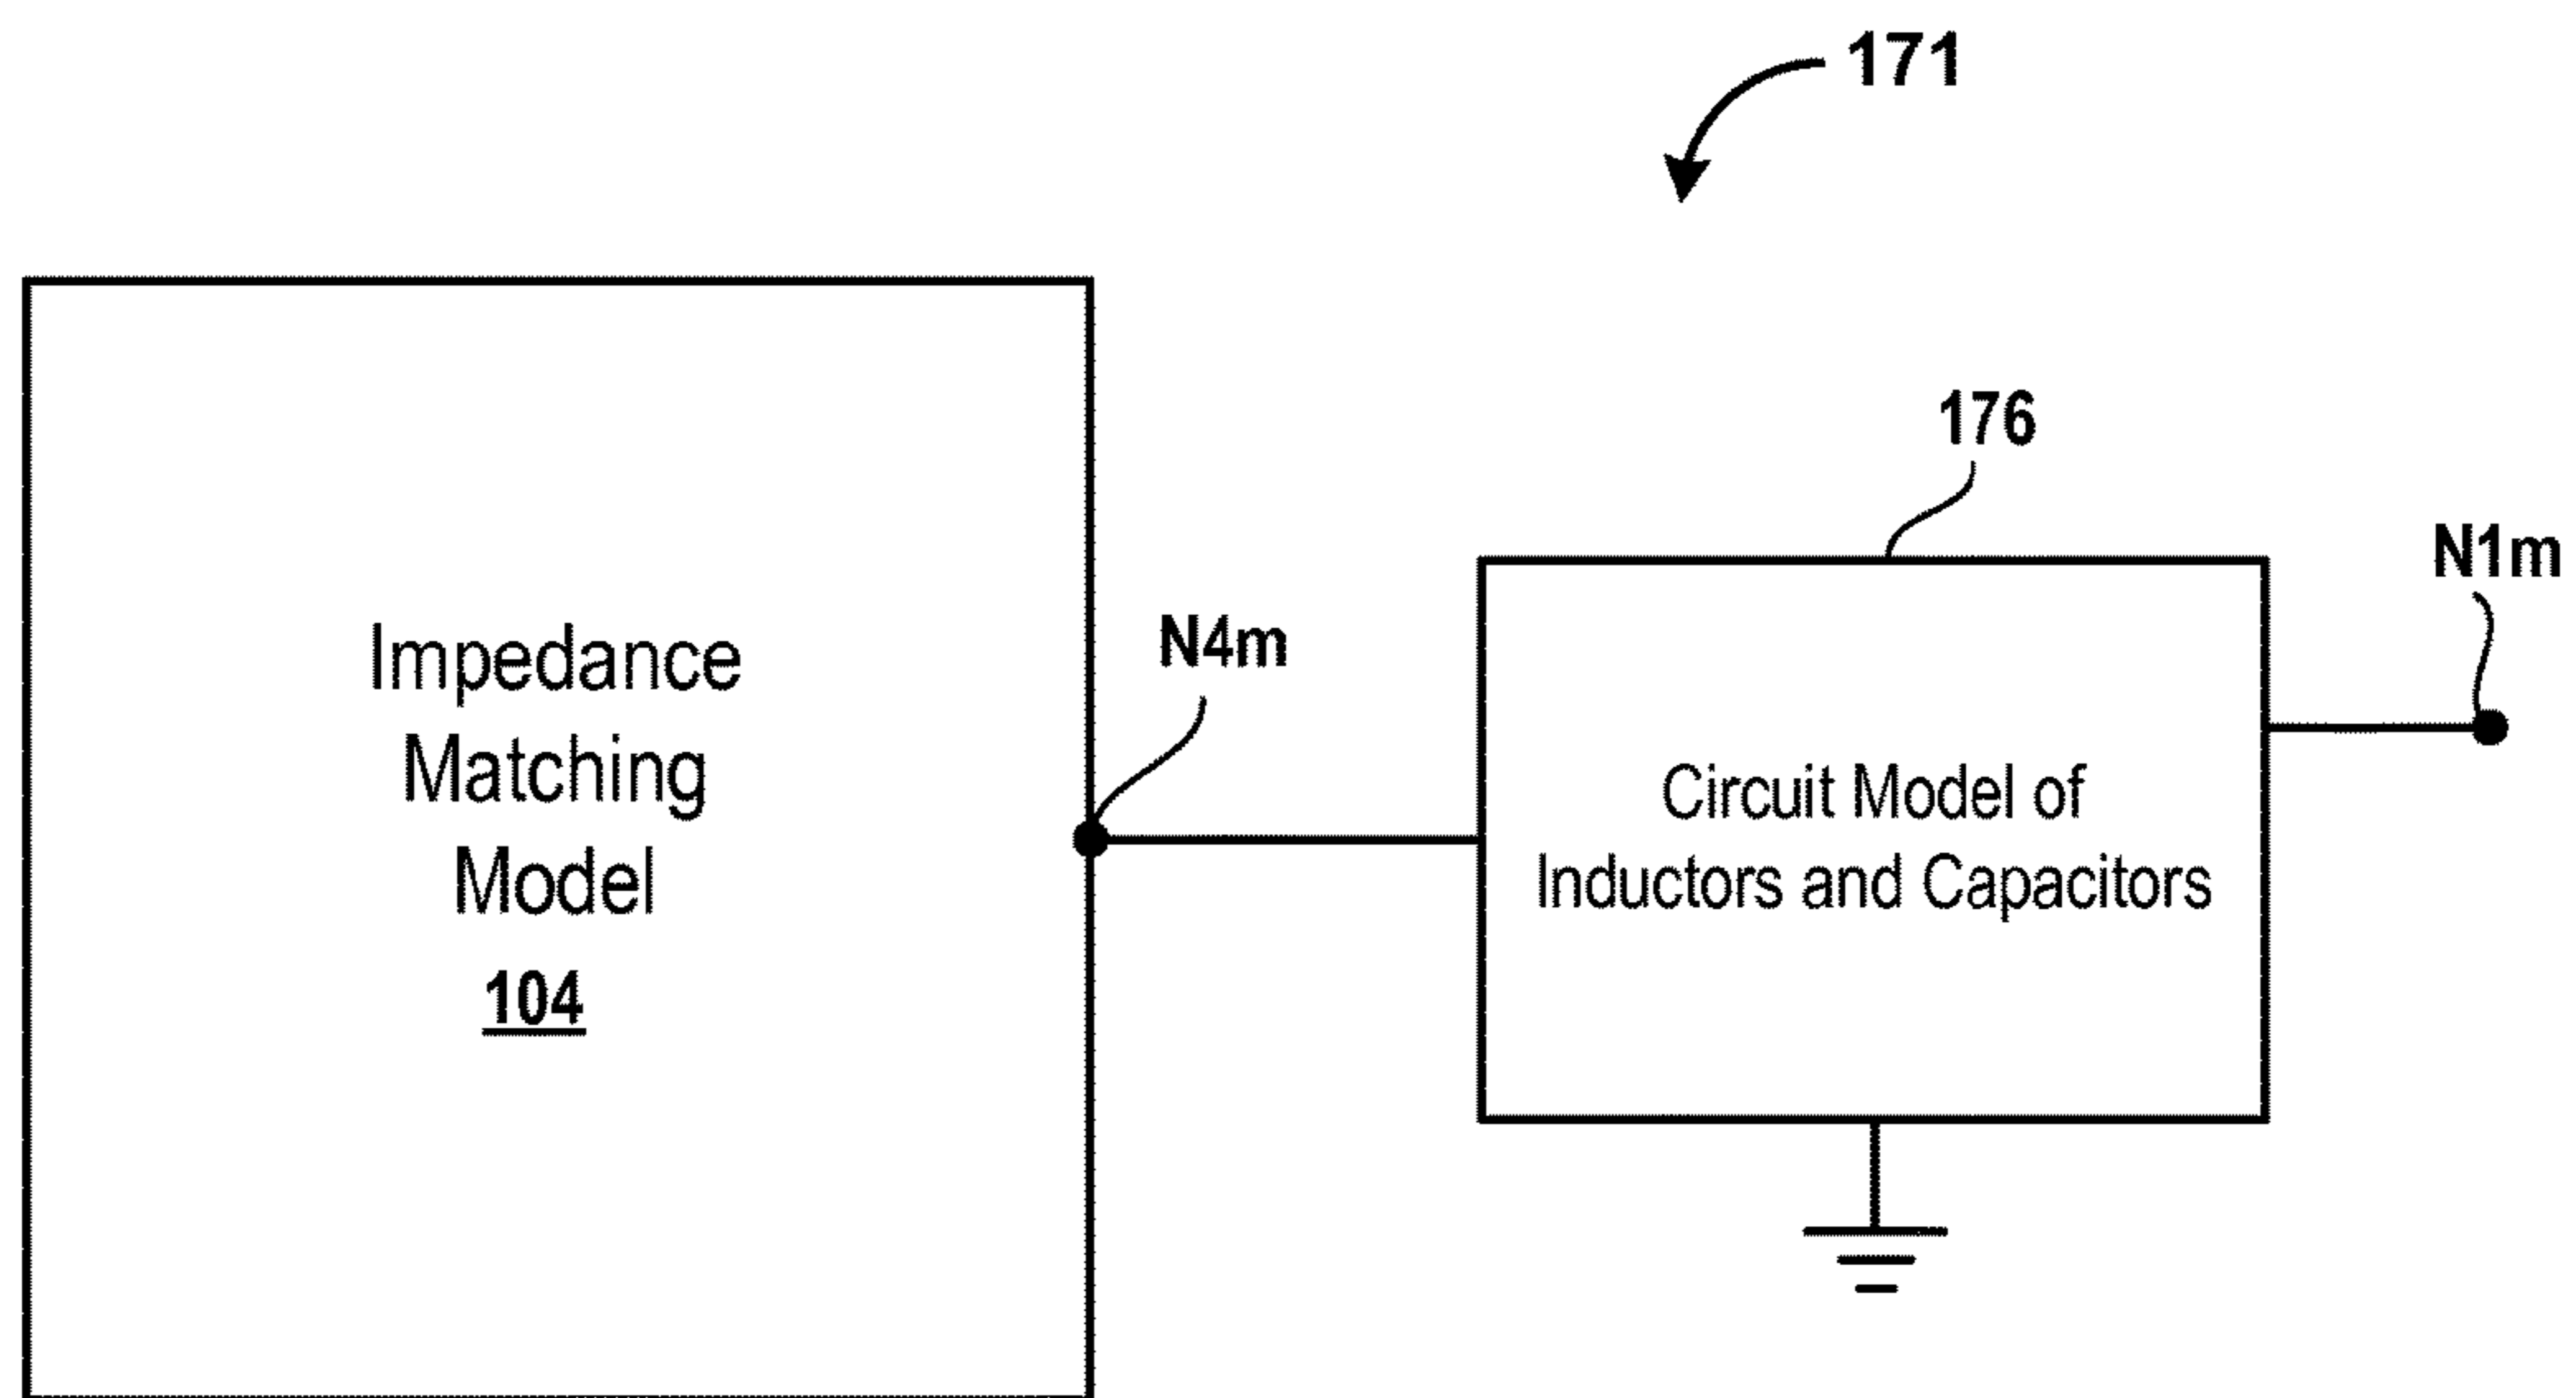 171
176
N1m
N4m
Impedance
Matching
Model
104
Circuit Model of
Inductors and Capacitors